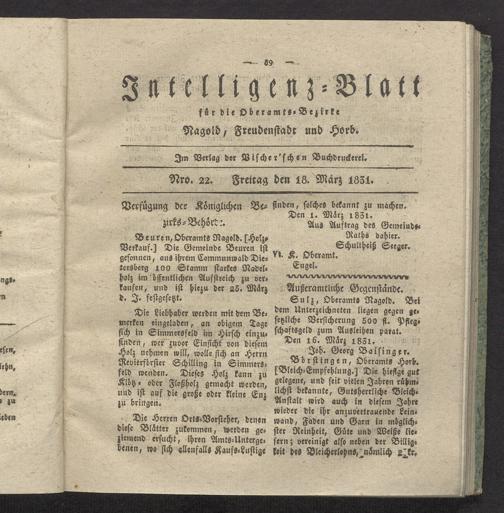 — 89 —
Intelligenz-Blatt
für die Oberamts-Bezirke
Nagold, Freudenstadt und Horb.
Im Verlag der Vischer'schen Buchdruckerei.
Nro. 22. Freitag den 18. März 1831.
Verfügung der Königlichen Be-
zirks-Behörde.
Beuren, Oberamts Nagold. [Holz-
Verkauf.] Die Gemeinde Beuren ist
gesonnen, aus ihrem Communwald Die-
tersberg 100 Stamm starkes Nadel-
holz im öffentlichen Aufstreich zu ver-
kaufen, und ist hiezu der 25. März
d. J. festgesetzt.
Die Liebhaber werden mit dem Be-
merken eingeladen, an obigem Tage
sich in Simmersfeld im Hirsch einzu-
finden, wer zuvor Einsicht von diesem
Holz nehmen will, wolle sich an Herrn
Revierförster Schilling in Simmers-
feld wenden. Dieses Holz kann zu
Klötz- oder Floßholz gemacht werden,
und ist auf die große oder kleine Enz
zu bringen.
Die Herren Orts-Vorsteher, denen
diese Blätter zukommen, werden ge-
ziemend ersucht, ihren Amts-Unterge-
benen, wo sich allenfalls Kaufs-Lustige
finden, solches bekannt zu machen.
Den 1. März 1831.
Aus Auftrag des Gemeinde-
Raths dahier.
Schultheiß Seeger.
Vt. K. Oberamt.
Engel.
Außeramtliche Gegenstände.
Sulz, Oberamts Nagold. Bei
dem Unterzeichneten liegen gegen ge-
setzliche Versicherung 500 fl. Pfleg-
schaftsgeld zum Ausleihen parat.
Den 16. März 1831.
Joh. Georg Balsinger.
Börstingen, Oberamts Horb.
[Bleich-Empfehlung.] Die hiesige gut
gelegene, und seit vielen Jahren rühm-
lichst bekannte, Gutsherrliche Bleich-
Anstalt wird auch in diesem Jahr
wieder die ihr anzuvertrauende Lein-
wand, Faden und Garn in möglich-
ster Reinheit, Güte und Weiße lie-
fern; vereinigt also neben der Billig-
keit des Bleicherlohns, nämlich 2 kr.